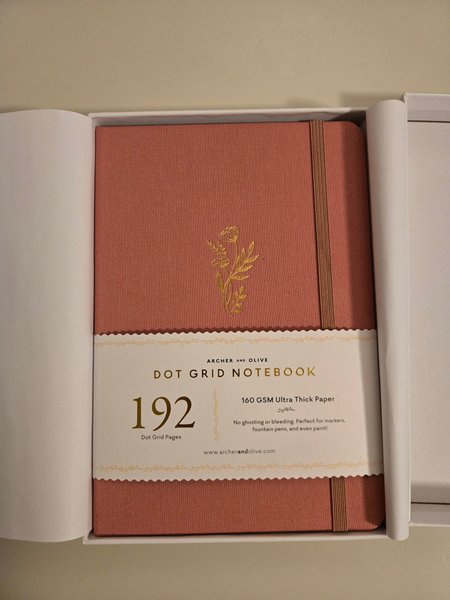 ARCHER AND OLIVE
DOT GRID NOTEBOOK
192
Dot Grid Pages
160 GSM Ultra Thick Paper
No ghosting or bleeding. Perfect for markers,
fountain pens, and even paint!
www.archerandolive.com